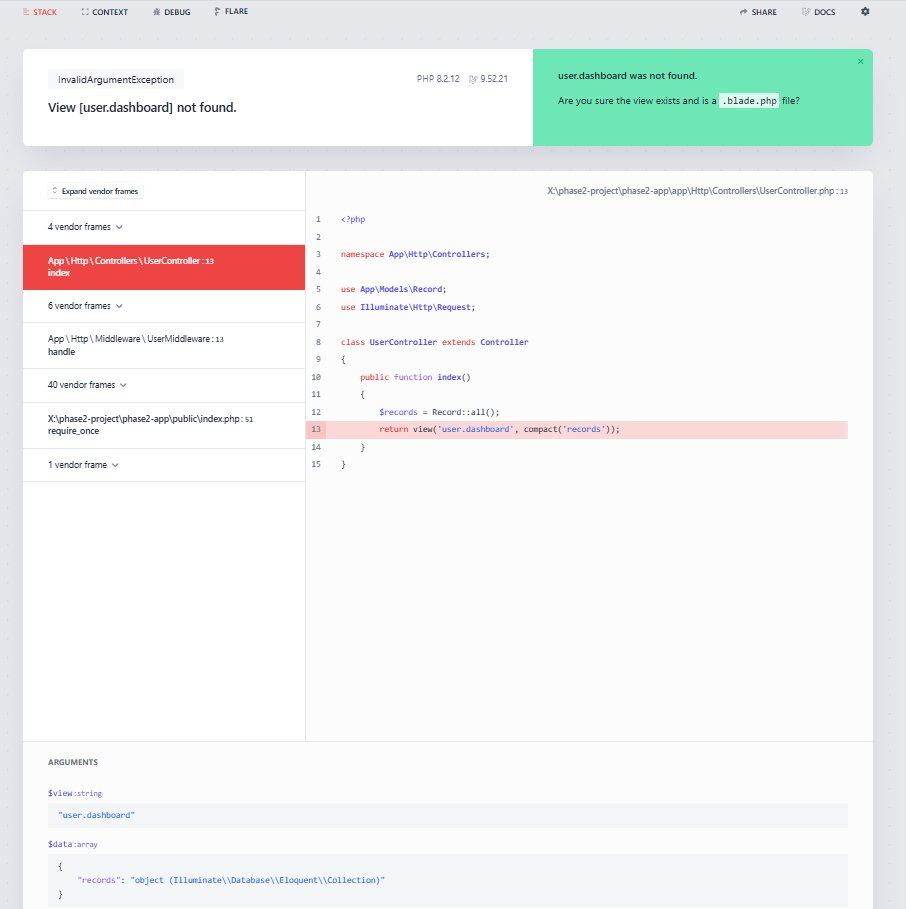 STACK CONTEXT DEBUG FLARE SHARE DOCS
InvalidArgumentException PHP 8.2.12 9.52.21
View [user.dashboard] not found.
user.dashboard was not found.
Are you sure the view exists and is a .blade.php file?
Expand vendor frames
4 vendor frames
App \ Http \ Controllers \ UserController : 13
index
6 vendor frames
App \ Http \ Middleware \ UserMiddleware : 13
handle
40 vendor frames
X:\phase2-project\phase2-app\public\index.php : 51
require_once
1 vendor frame
X:\phase2-project\phase2-app\app\Http\Controllers\UserController.php : 13
1 <?php
2
3 namespace App\Http\Controllers;
4
5 use App\Models\Record;
6 use Illuminate\Http\Request;
7
8 class UserController extends Controller
9 {
10     public function index()
11     {
12         $records = Record::all();
13         return view('user.dashboard', compact('records'));
14     }
15 }
ARGUMENTS
$view:string
"user.dashboard"
$data:array
{
    "records": "object (Illuminate\\Database\\Eloquent\\Collection)"
}